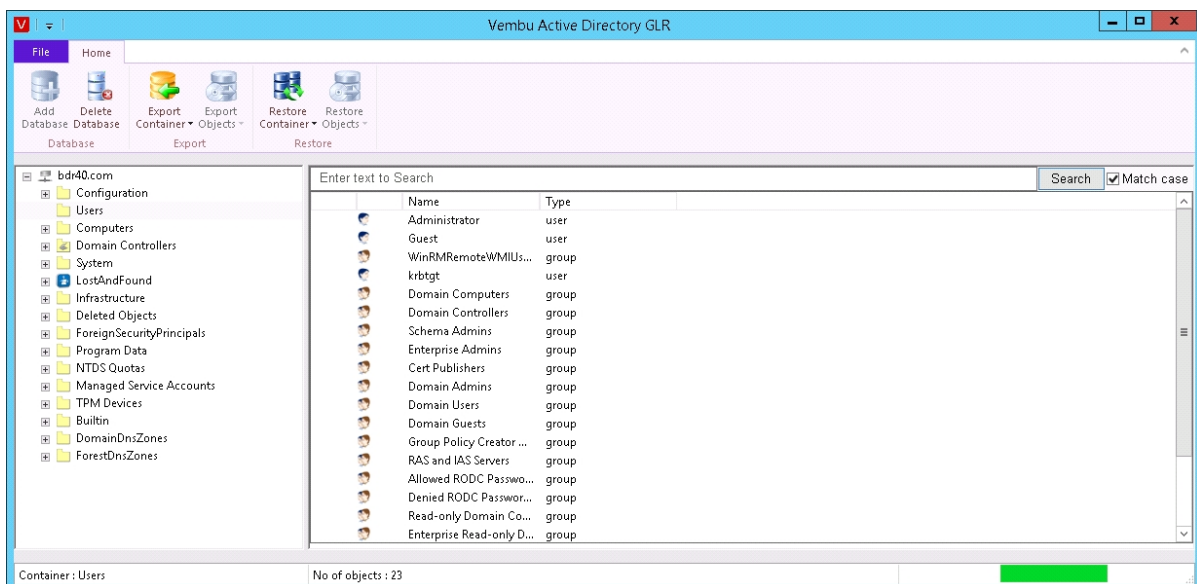 V Vembu Active Directory GLR
File Home
Add Database
Delete Database
Export Container
Export Objects
Restore Container
Restore Objects
Database Export Restore
bdr40.com
Configuration
Users
Computers
Domain Controllers
System
LostAndFound
Infrastructure
Deleted Objects
ForeignSecurityPrincipals
Program Data
NTDS Quotas
Managed Service Accounts
TPM Devices
Builtin
DomainDnsZones
ForestDnsZones
Enter text to Search Search Match case
Name Type
Administrator user
Guest user
WinRMRemoteWMIUs... group
krbtgt user
Domain Computers group
Domain Controllers group
Schema Admins group
Enterprise Admins group
Cert Publishers group
Domain Admins group
Domain Users group
Domain Guests group
Group Policy Creator ... group
RAS and IAS Servers group
Allowed RODC Passwo... group
Denied RODC Passwor... group
Read-only Domain Co... group
Enterprise Read-only D... group
Container : Users No of objects : 23